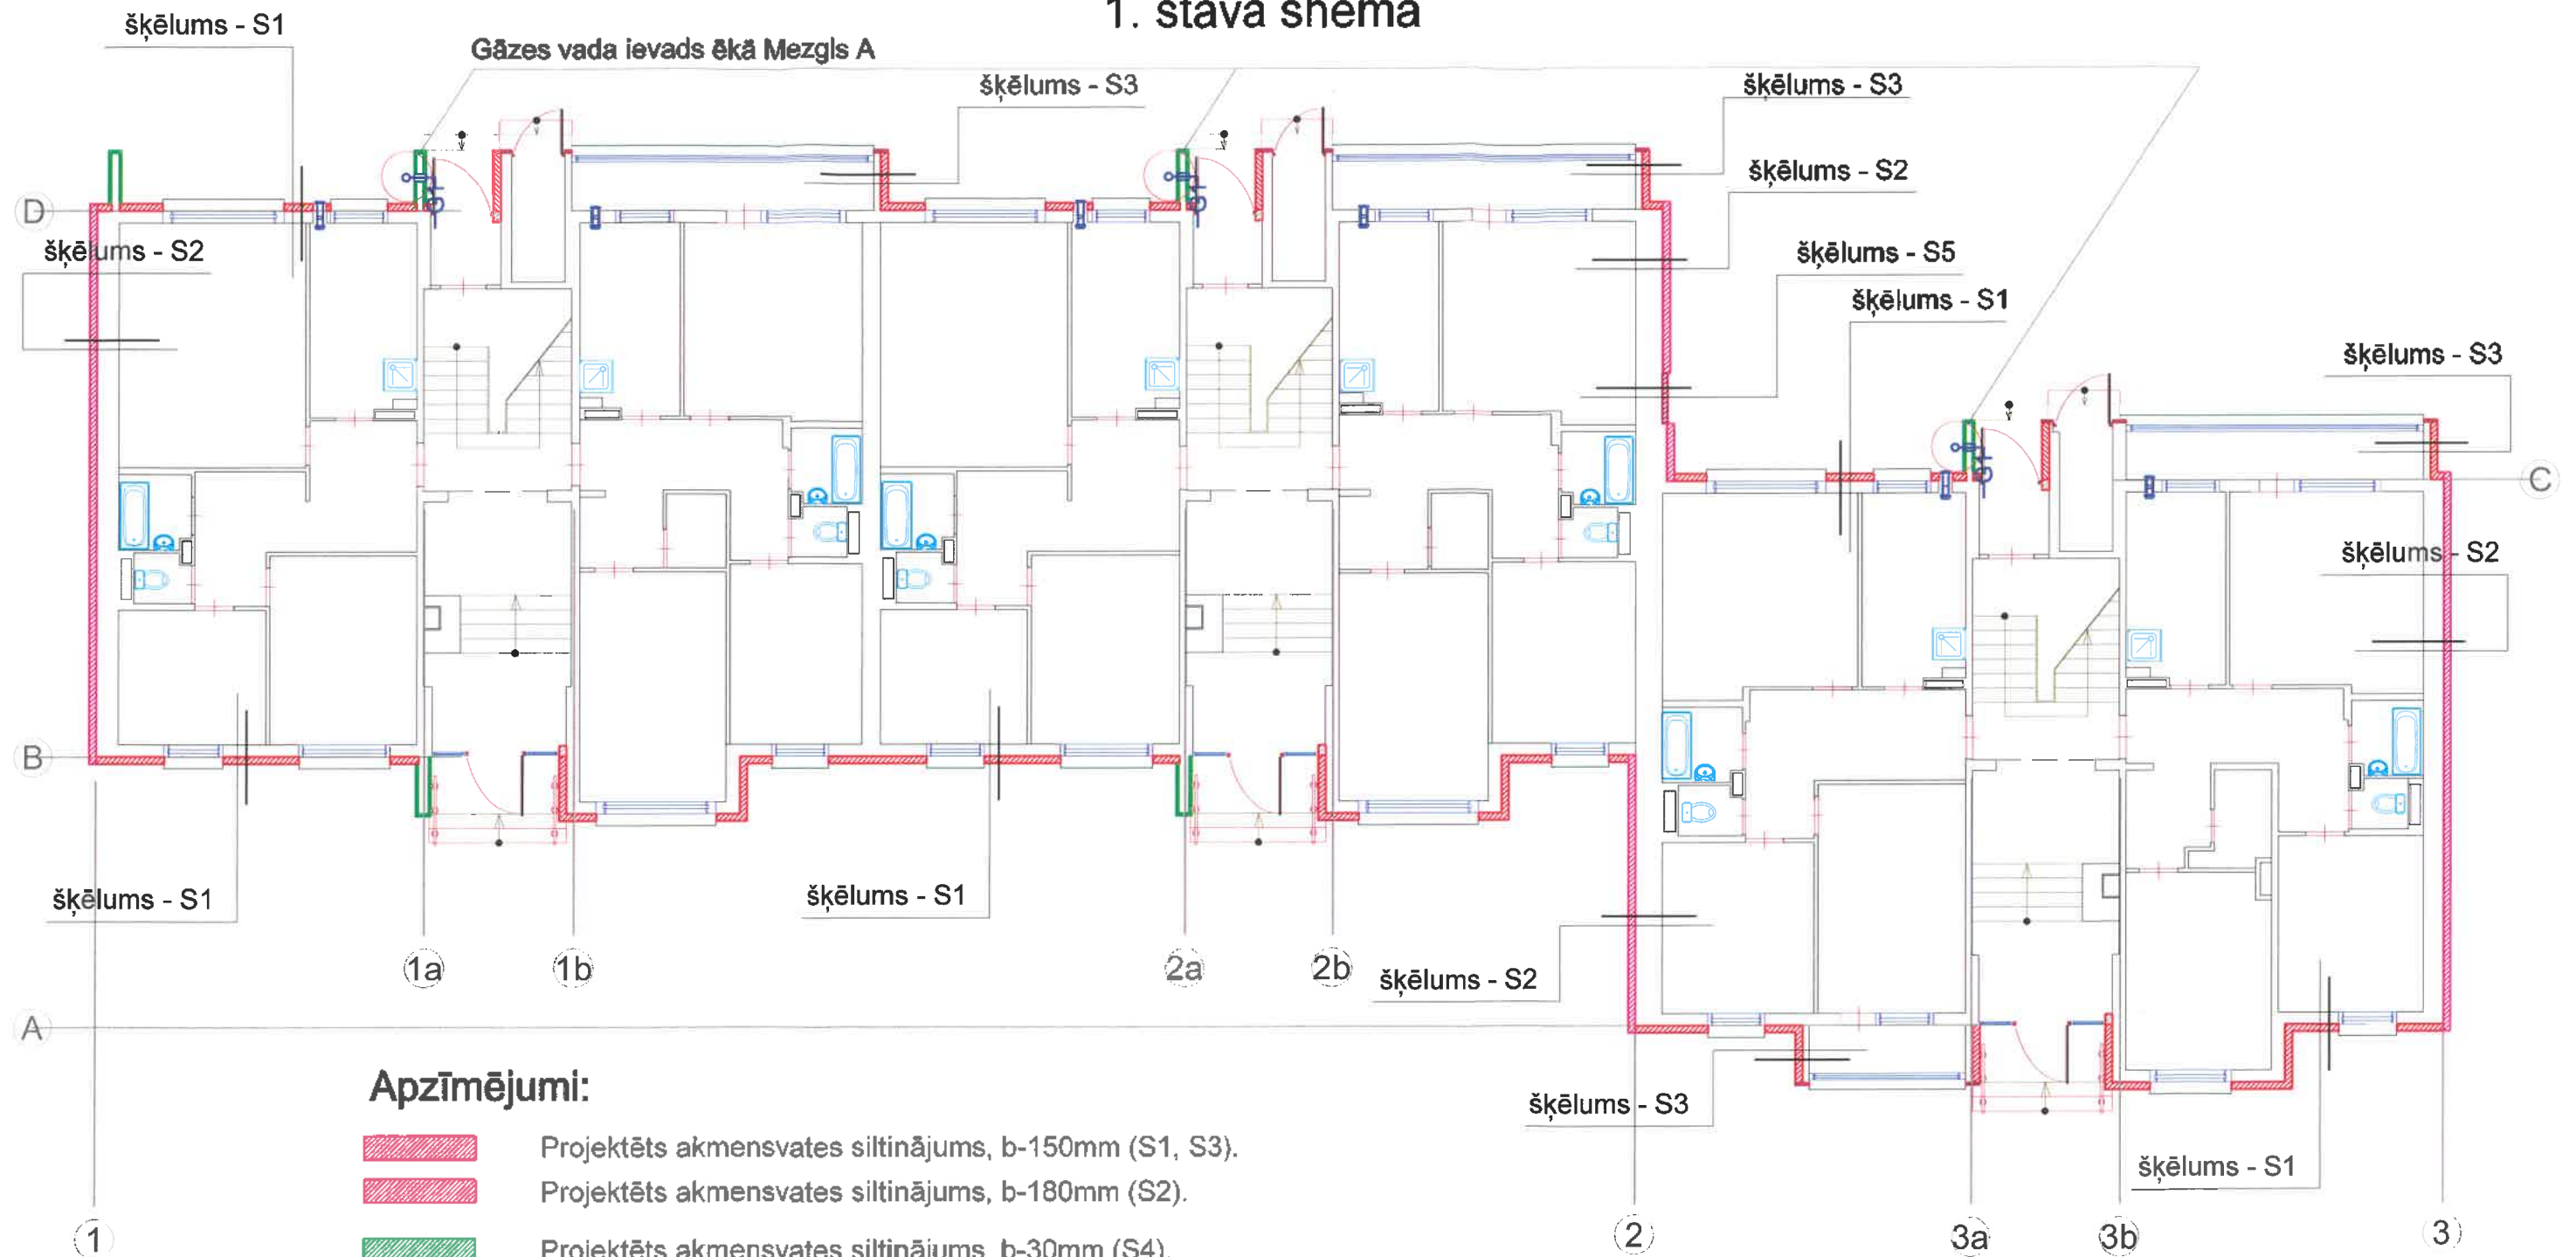 1. stāva shēma
šķēlums - S1
Gāzes vada ievads ēkā Mezgls A
šķēlums - S3
šķēlums - S3
šķēlums - S2
D
šķēlums - S2
šķēlums - S5
šķēlums - S1
šķēlums - S3
C
šķēlums - S2
B
šķēlums - S1
šķēlums - S1
1a
1b
2a
2b
šķēlums - S2
A
Apzīmējumi:
šķēlums - S3
Projektēts akmensvates siltinājums, b-150mm (S1, S3).
šķēlums - S1
Projektēts akmensvates siltinājums, b-180mm (S2).
1
2
3a
3b
3
Projektēts akmensvates siltinājums, b-30mm (S4).